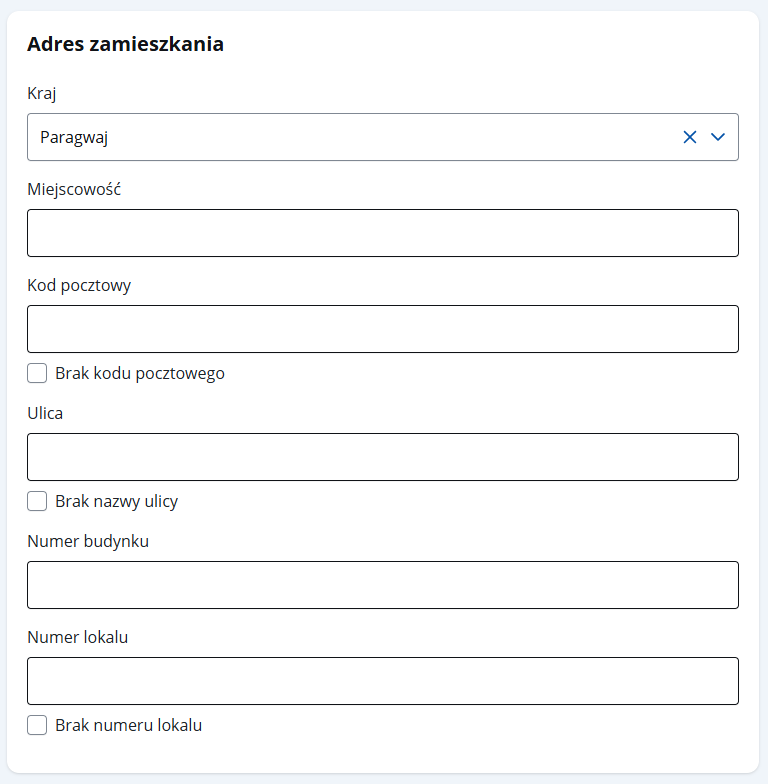 Adres zamieszkania
Kraj
Paragwaj
Miejscowość
Kod pocztowy
Brak kodu pocztowego
Ulica
Brak nazwy ulicy
Numer budynku
Numer lokalu
Brak numeru lokalu